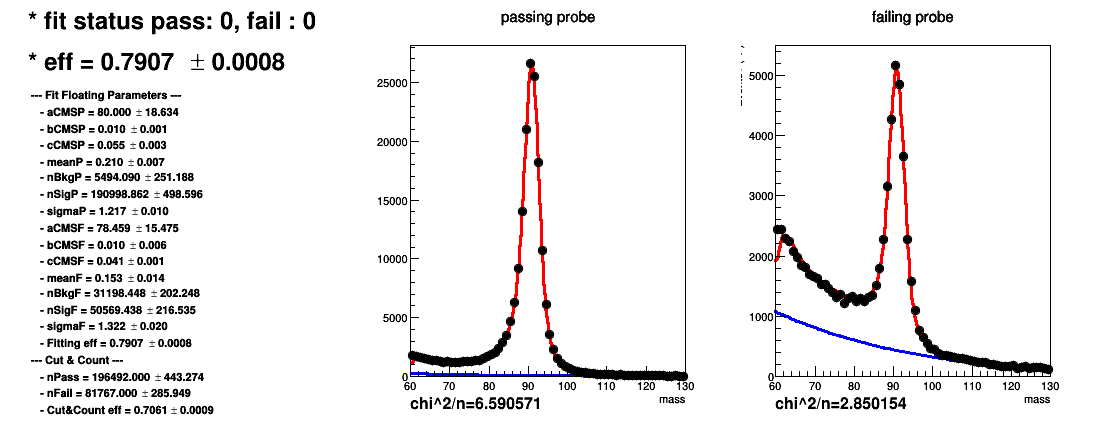 * fit status pass: 0, fail : 0
* eff = 0.7907 ± 0.0008
--- Fit Floating Parameters ---
- aCMSP = 80.000 ± 18.634
- bCMSP = 0.010 ± 0.001
- cCMSP = 0.055 ± 0.003
- meanP = 0.210 ± 0.007
- nBkgP = 5494.090 ± 251.188
- nSigP = 190998.862 ± 498.596
- sigmaP = 1.217 ± 0.010
- aCMSF = 78.459 ± 15.475
- bCMSF = 0.010 ± 0.006
- cCMSF = 0.041 ± 0.001
- meanF = 0.153 ± 0.014
- nBkgF = 31198.448 ± 202.248
- nSigF = 50569.438 ± 216.535
- sigmaF = 1.322 ± 0.020
- Fitting eff = 0.7907 ± 0.0008
--- Cut & Count ---
- nPass = 196492.000 ± 443.274
- nFail = 81767.000 ± 285.949
- Cut&Count eff = 0.7061 ± 0.0009
passing probe
25000
20000
15000
10000
5000
0
60 70 80 90 100 110 120 130
mass
chi^2/n=6.590571
failing probe
5000
4000
3000
2000
1000
0
60 70 80 90 100 110 120 130
mass
chi^2/n=2.850154